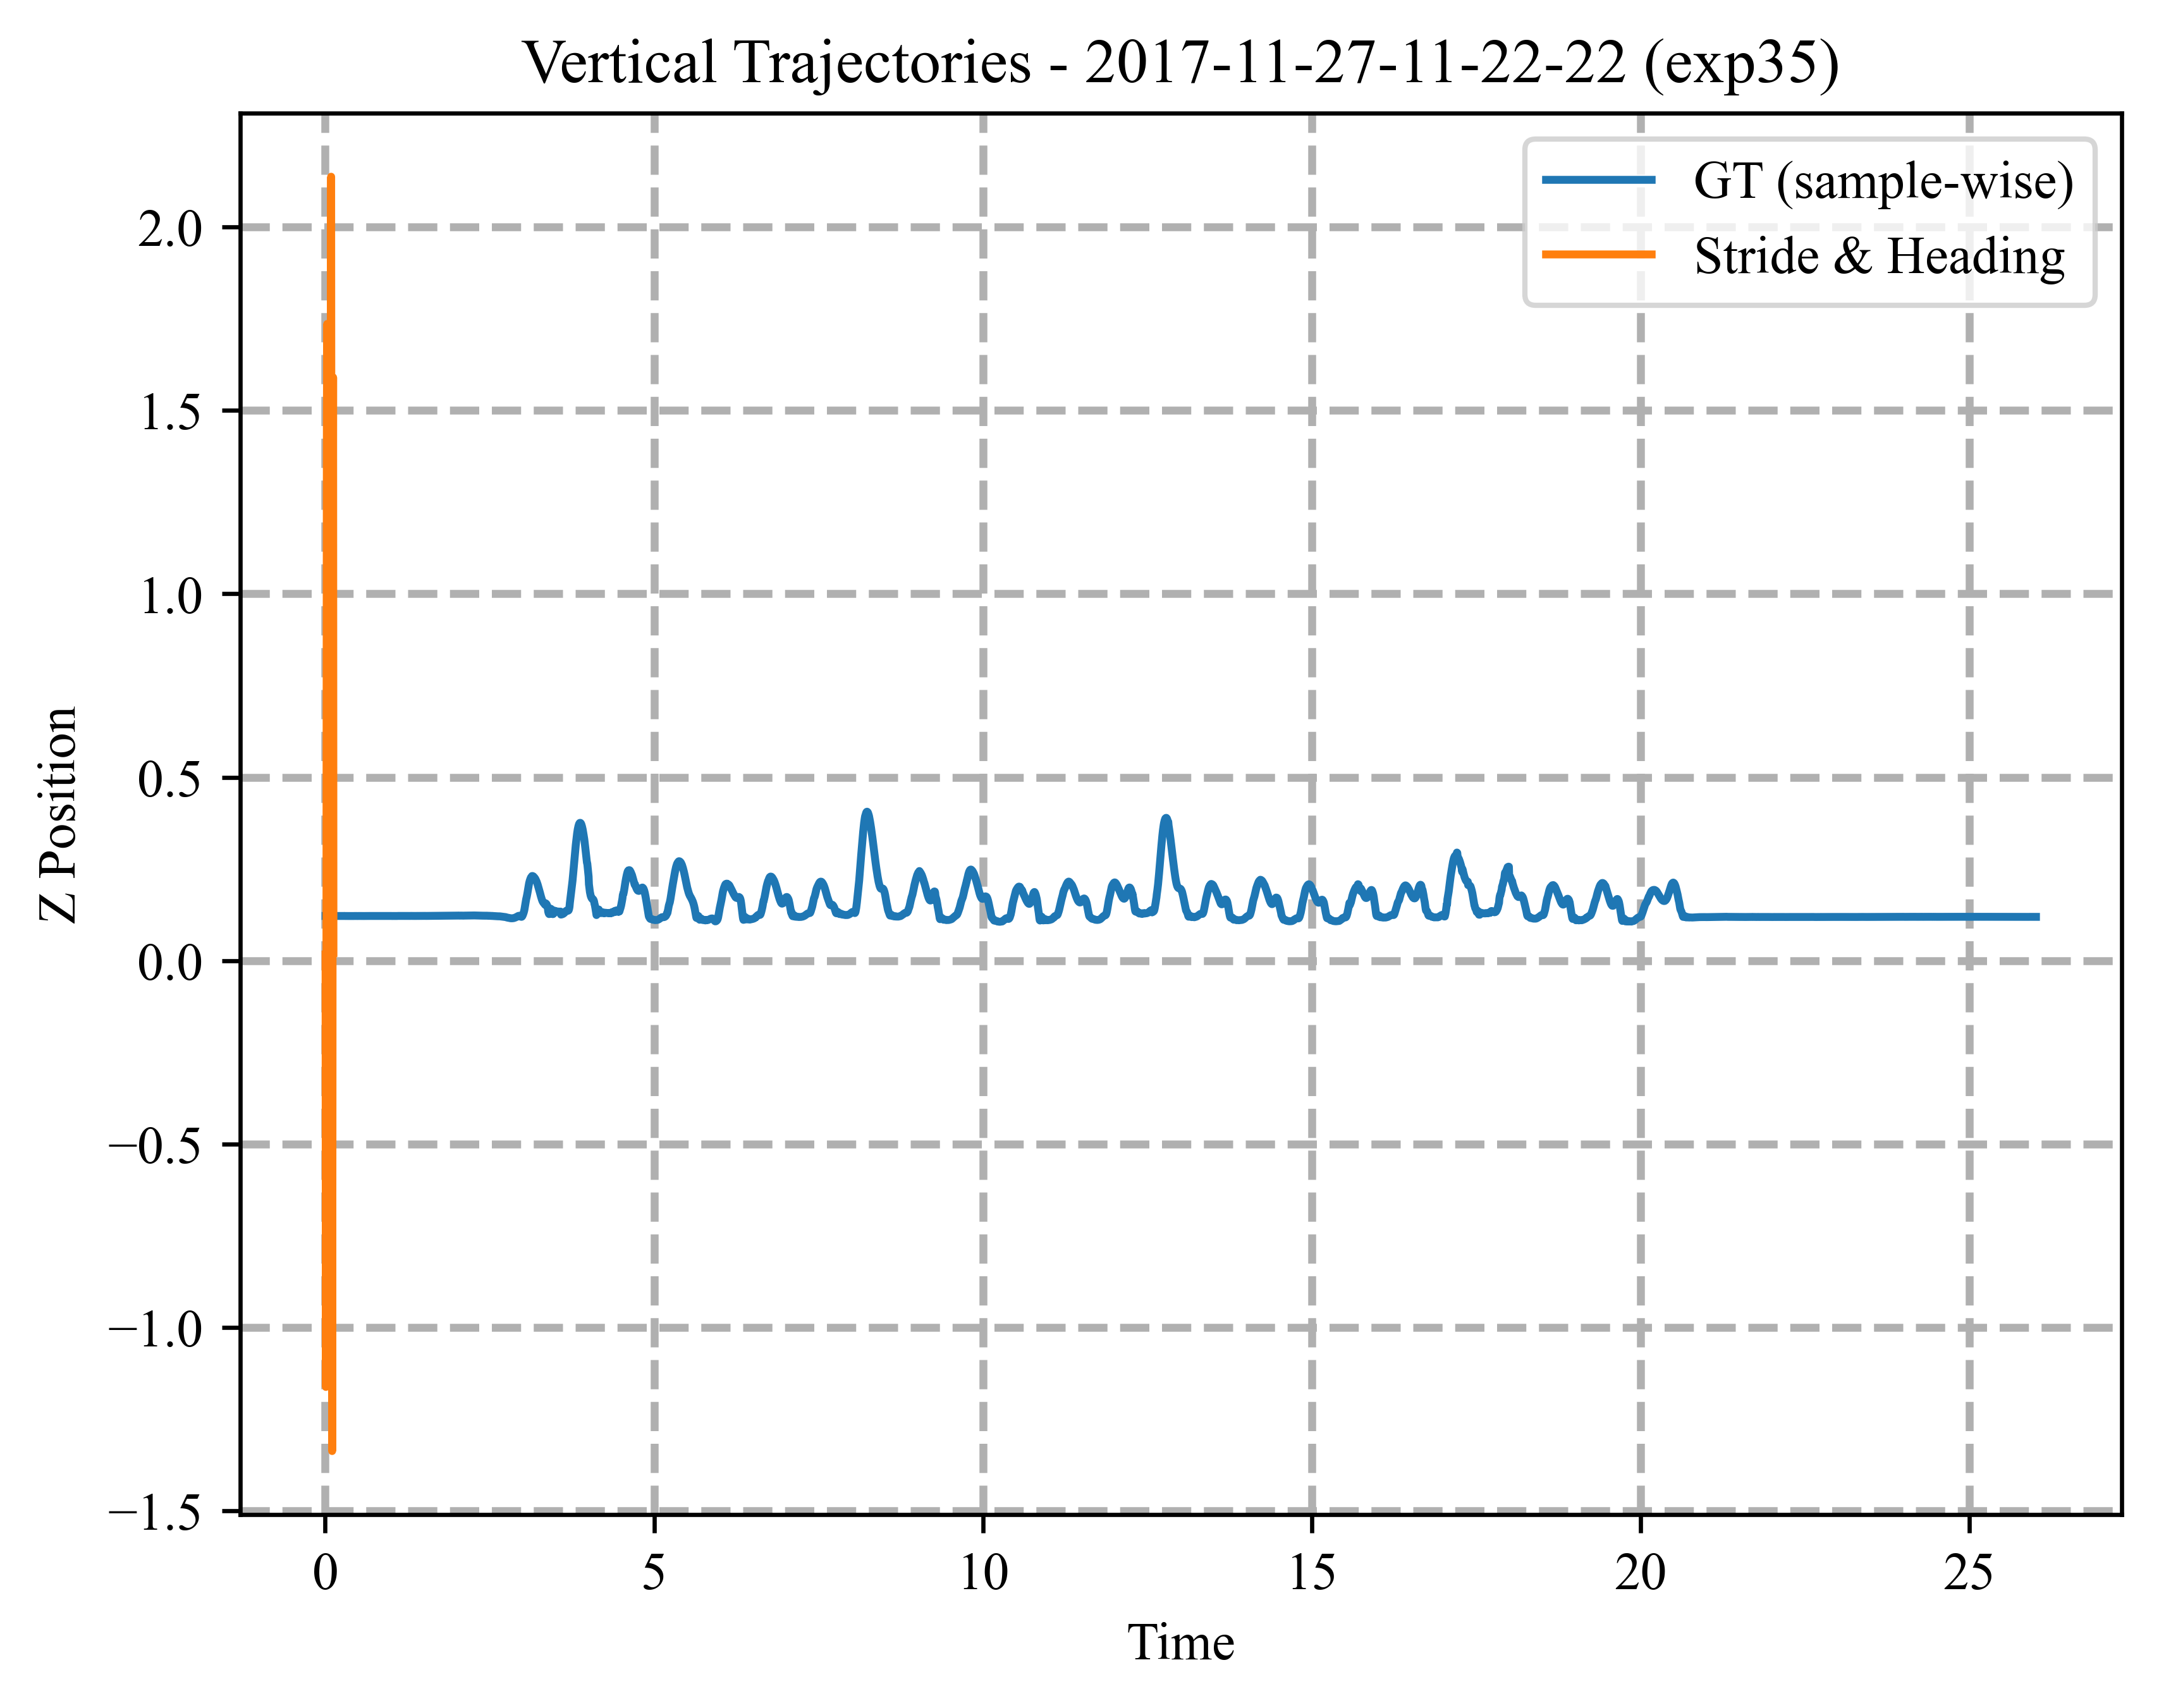 Vertical Trajectories - 2017-11-27-11-22-22 (exp35)
GT (sample-wise)
Stride & Heading
Z Position
2.0
1.5
1.0
0.5
0.0
−0.5
−1.0
−1.5
0 5 10 15 20 25
Time